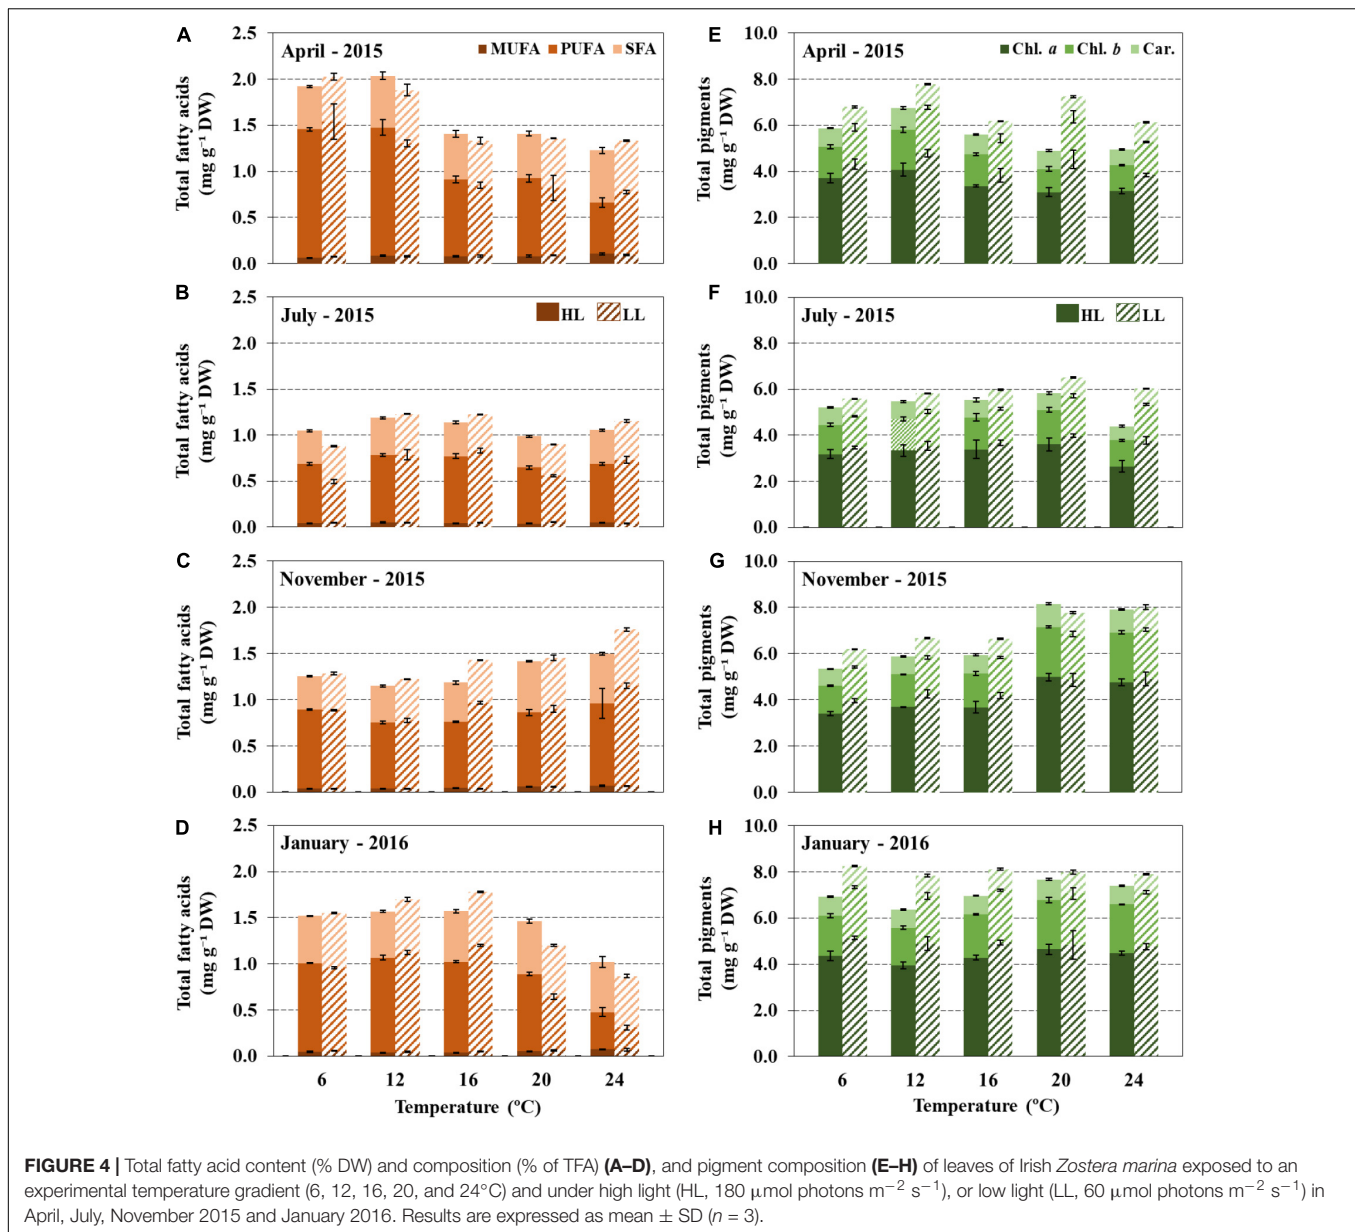 A
April - 2015
MUFA PUFA SFA
Total fatty acids
(mg g⁻¹ DW)
2.5
2.0
1.5
1.0
0.5
0.0
E
April - 2015
Chl. a Chl. b Car.
Total pigments
(mg g⁻¹ DW)
10.0
8.0
6.0
4.0
2.0
0.0
B
July - 2015
HL LL
Total fatty acids
(mg g⁻¹ DW)
2.5
2.0
1.5
1.0
0.5
0.0
F
July - 2015
HL LL
Total pigments
(mg g⁻¹ DW)
10.0
8.0
6.0
4.0
2.0
0.0
C
November - 2015
Total fatty acids
(mg g⁻¹ DW)
2.5
2.0
1.5
1.0
0.5
0.0
G
November - 2015
Total pigments
(mg g⁻¹ DW)
10.0
8.0
6.0
4.0
2.0
0.0
D
January - 2016
Total fatty acids
(mg g⁻¹ DW)
2.5
2.0
1.5
1.0
0.5
0.0
6 12 16 20 24
Temperature (ºC)
H
January - 2016
Total pigments
(mg g⁻¹ DW)
10.0
8.0
6.0
4.0
2.0
0.0
6 12 16 20 24
Temperature (ºC)
FIGURE 4 | Total fatty acid content (% DW) and composition (% of TFA) (A–D), and pigment composition (E–H) of leaves of Irish Zostera marina exposed to an
experimental temperature gradient (6, 12, 16, 20, and 24°C) and under high light (HL, 180 μmol photons m⁻² s⁻¹), or low light (LL, 60 μmol photons m⁻² s⁻¹) in
April, July, November 2015 and January 2016. Results are expressed as mean ± SD (n = 3).